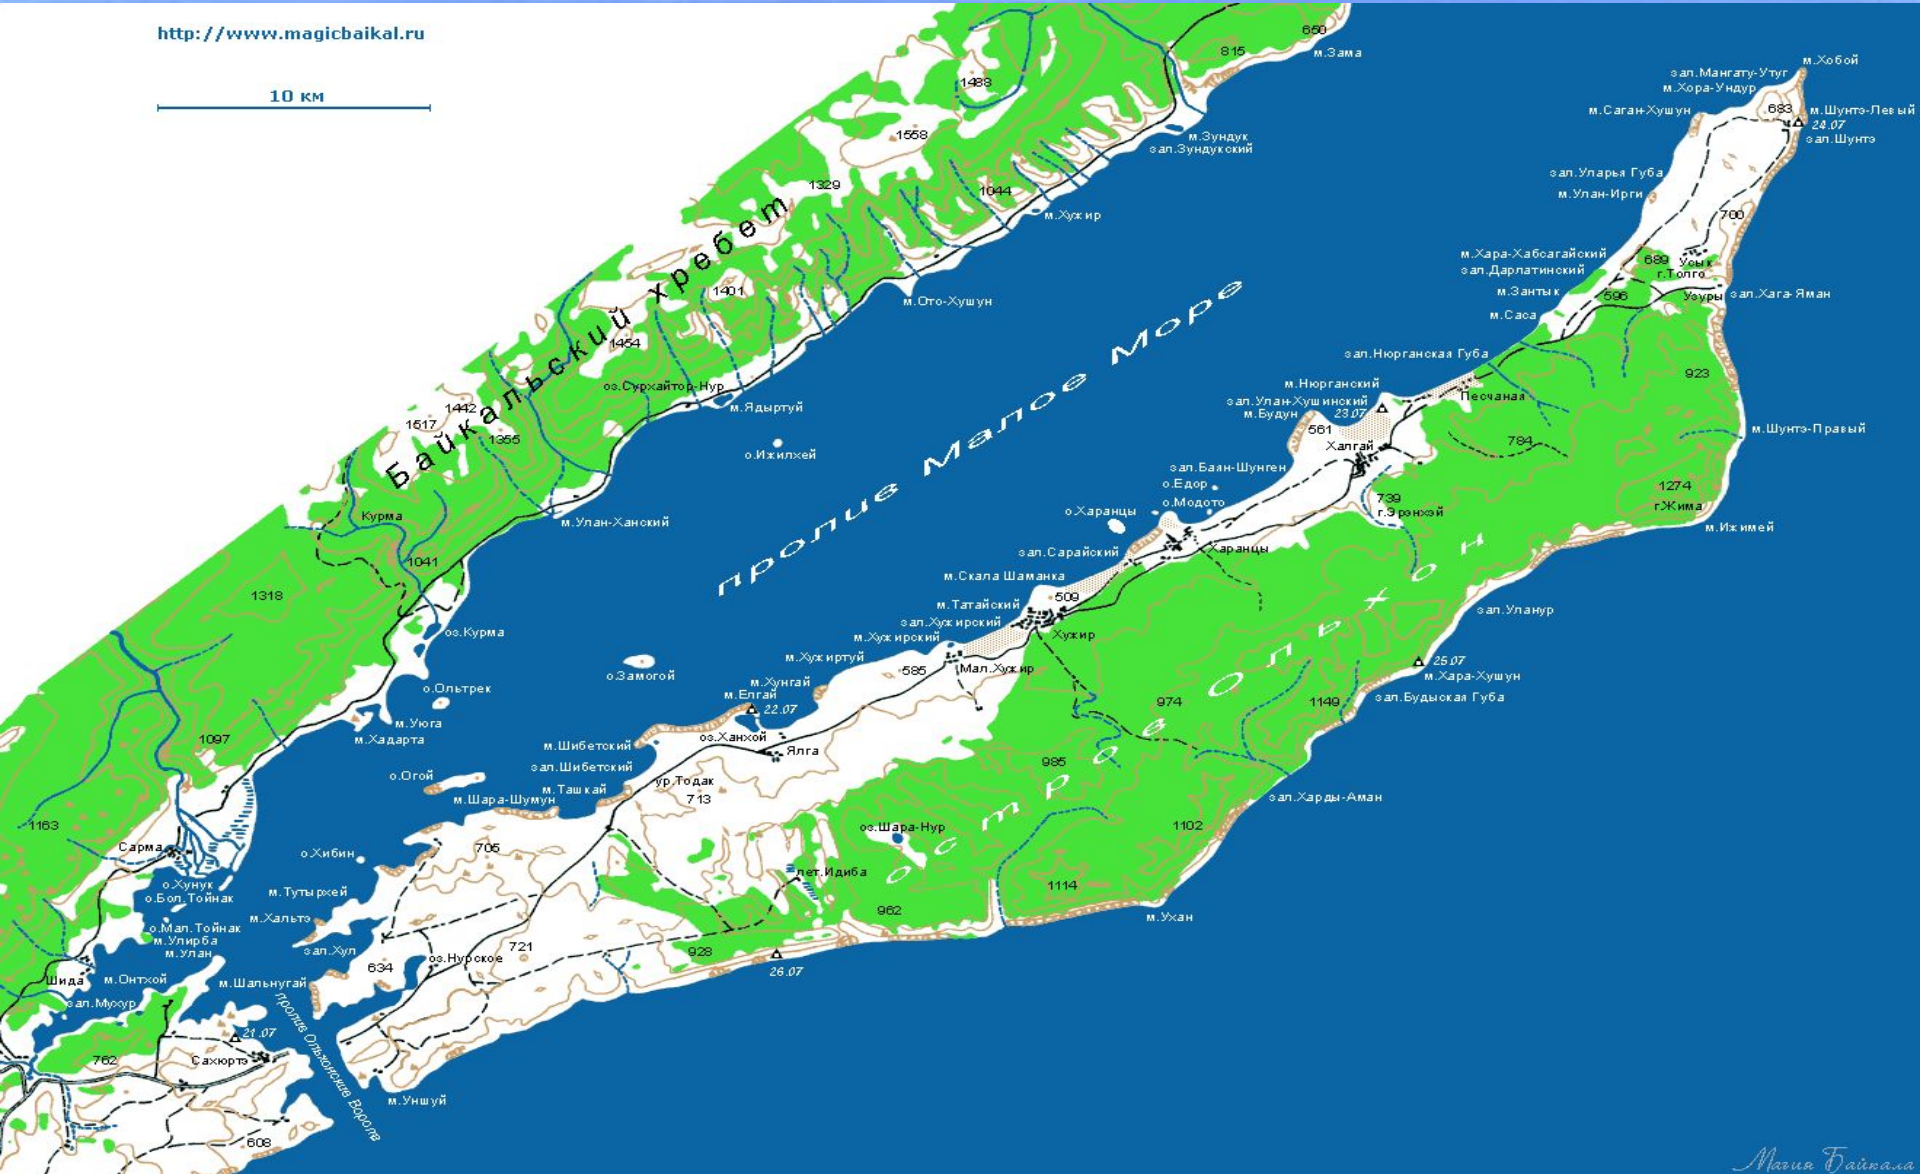 http://www.magicbaikal.ru
10 км
650
м.Зама
815
1488
м.Хобой
зал.Мангату-Утуг
м.Хора-Ундур
м.Саган-Хушун
683
м.Шунтэ-Левый
24.07
зал.Шунтэ
1558
м.Зундук
зал.Зундукский
1329
1044
зал.Уларья Губа
м.Улан-Ирги
м.Хужир
700
м.Хара-Хабсагайский
зал.Дарлатинский
689
Усык
г.Толго
м.Зантык
596
Узуры
зал.Хага-Яман
м.Саса
Байкальский хребет
1401
м.Ото-Хушун
1454
пролив Малое Море
зал.Нюрганская Губа
оз.Сурхайтор-Нур
м.Ядыртуй
923
м.Нюрганский
зал.Улан-Хушинский
м.Будун
23.07
Песчаная
1442
1517
1355
561
Халгай
784
м.Шунтэ-Правый
о.Ижилхей
зал.Баян-Шунген
о.Едор
о.Модото
739
г.Эрэнхэй
1274
г.Жима
о.Харанцы
м.Ижимей
Курма
м.Улан-Ханский
1041
зал.Сарайский
Харанцы
м.Скала Шаманка
509
1318
м.Татайский
зал.Хужирский
зал.Уланур
оз.Курма
м.Хужирский
Хужир
м.Хужиртуй
585
Мал.Хужир
остров Ольхон
25.07
м.Хара-Хушун
зал.Будыская Губа
о.Замогой
о.Ольтрек
м.Хунгай
м.Елгай
22.07
974
1149
м.Уюга
м.Хадарта
1097
м.Шибетский
оз.Ханхой
Ялга
зал.Шибетский
985
о.Огой
м.Ташкай
ур.Тодак
713
м.Шара-Шумун
зал.Харды-Аман
1163
1102
оз.Шара-Нур
Сарма
о.Хибин
705
лет.Идиба
о.Хунук
о.Бол.Тойнак
м.Тутырхей
1114
962
м.Ухан
м.Хальтэ
о.Мал.Тойнак
м.Улирба
м.Улан
зал.Хул
721
928
оз.Нурское
634
26.07
Шида
м.Онтхой
м.Шальнугай
зал.Мухур
пролив Ольхонские Ворота
21.07
762
Сахюртэ
м.Уншуй
608
Магия Байкала